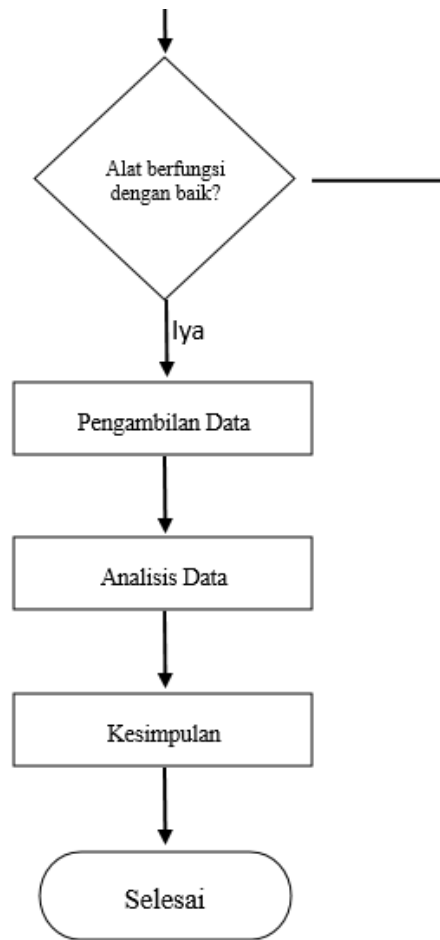 Alat berfungsi
dengan baik?
Iya
Pengambilan Data
Analisis Data
Kesimpulan
Selesai